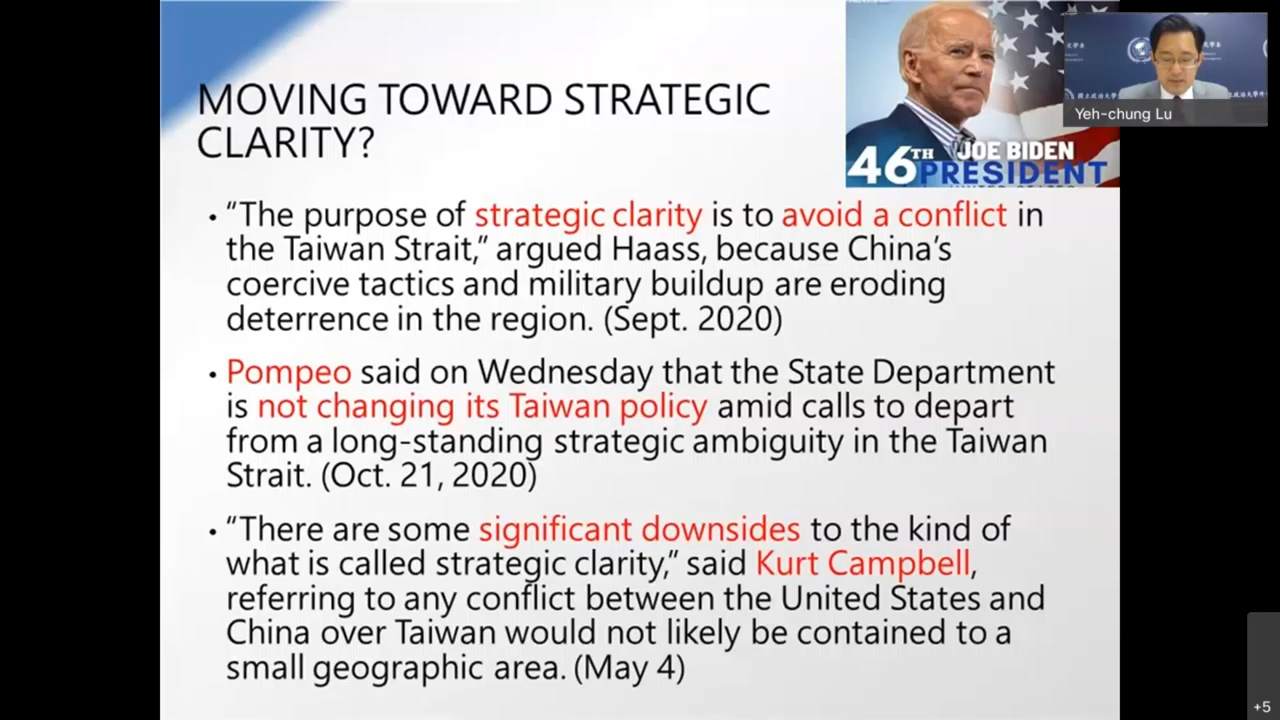 MOVING TOWARD STRATEGIC
CLARITY?
46TH JOE BIDEN
PRESIDENT
Yeh-chung Lu
• “The purpose of strategic clarity is to avoid a conflict in
the Taiwan Strait,” argued Haass, because China’s
coercive tactics and military buildup are eroding
deterrence in the region. (Sept. 2020)
• Pompeo said on Wednesday that the State Department
is not changing its Taiwan policy amid calls to depart
from a long-standing strategic ambiguity in the Taiwan
Strait. (Oct. 21, 2020)
• “There are some significant downsides to the kind of
what is called strategic clarity,” said Kurt Campbell,
referring to any conflict between the United States and
China over Taiwan would not likely be contained to a
small geographic area. (May 4)
+5